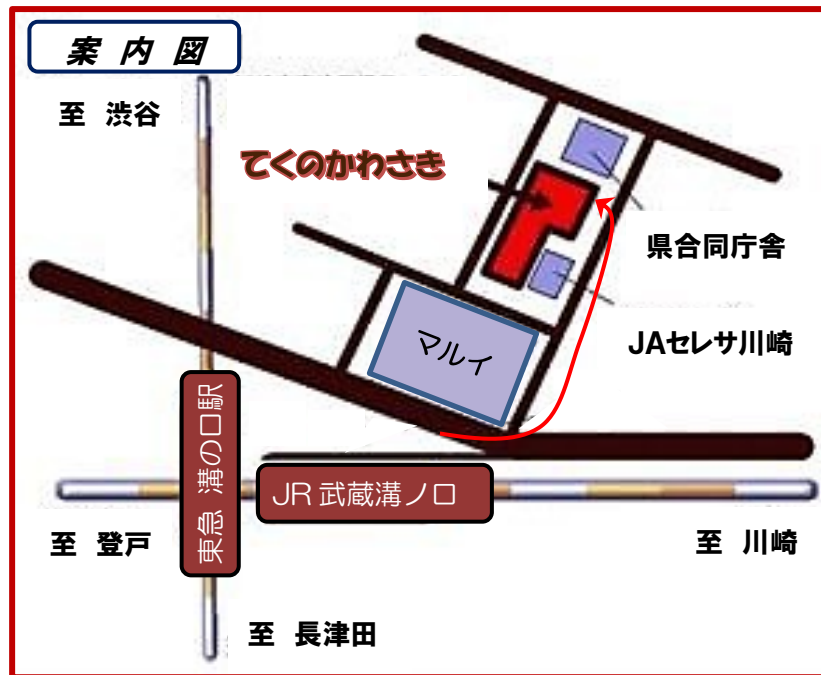 案 内 図
至 渋谷
てくのかわさき
県合同庁舎
JAセレサ川崎
マルイ
東急 溝の口駅
JR 武蔵溝ノ口
至 登戸
至 川崎
至 長津田